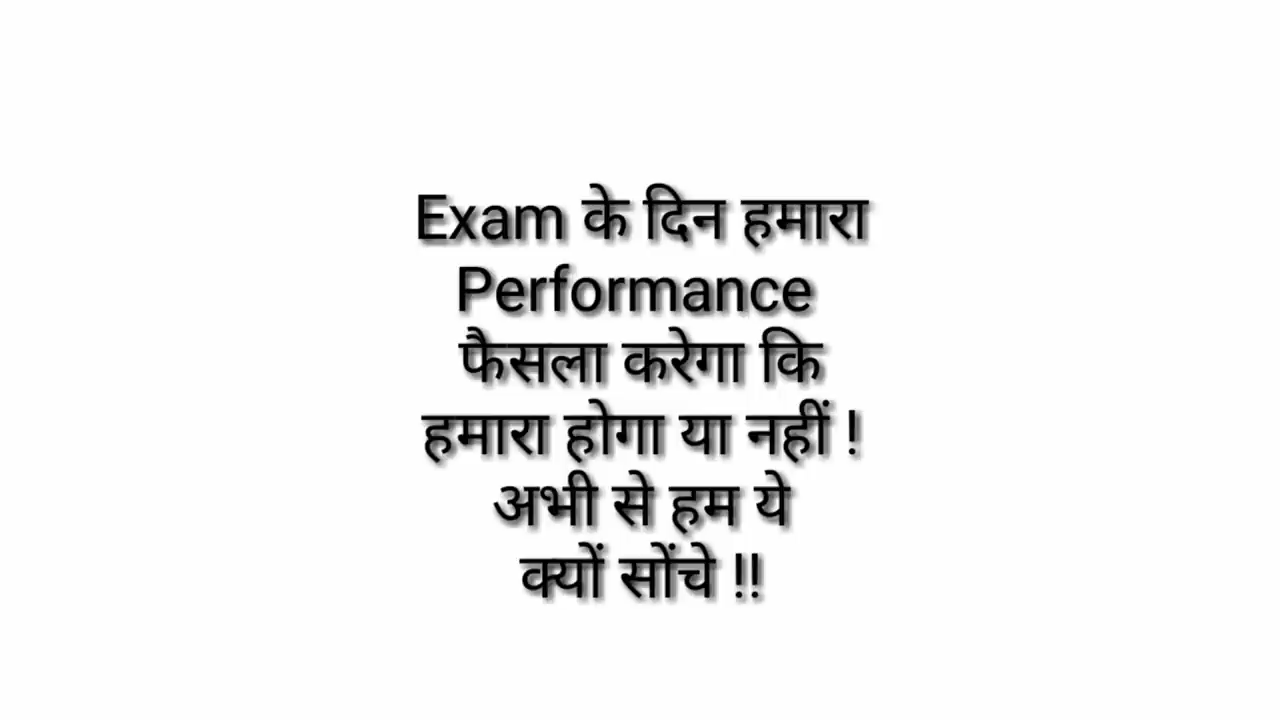 Exam के दिन हमारा
Performance
फैसला करेगा कि
हमारा होगा या नहीं !
अभी से हम ये
क्यों सोंचे !!